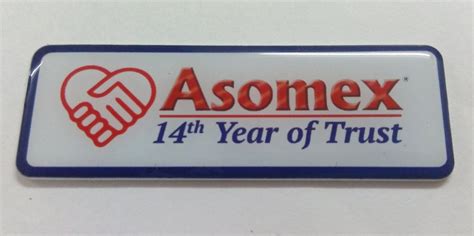 Asomex
14th Year of Trust